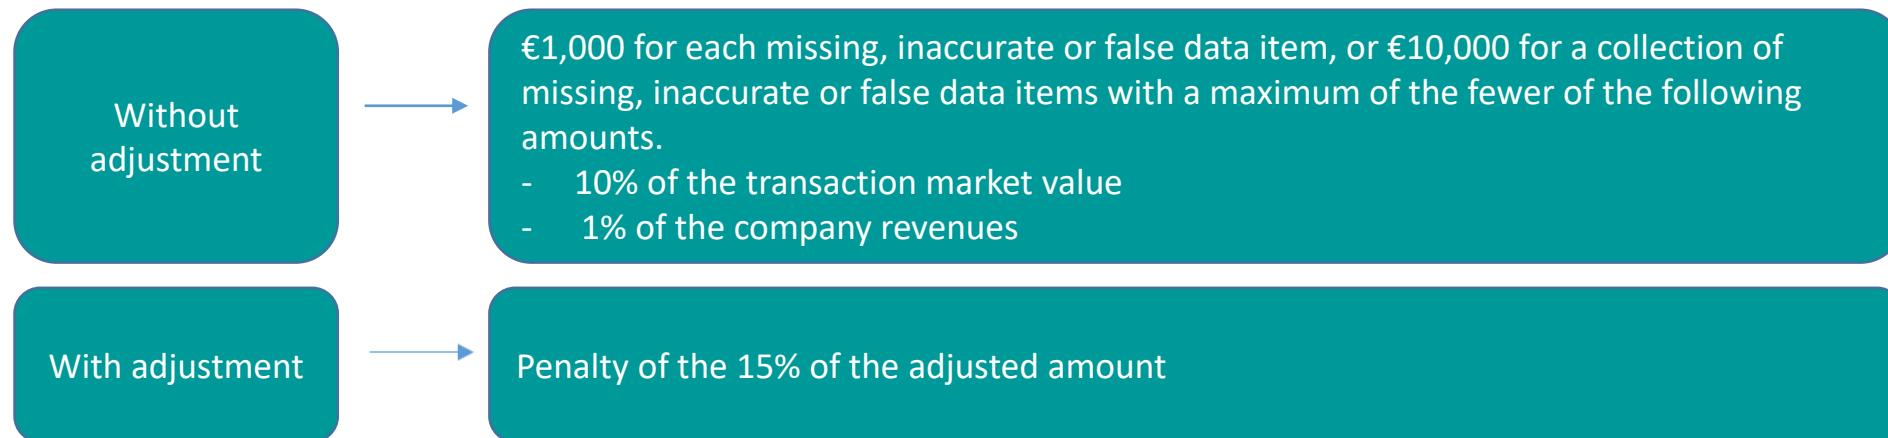 Without
adjustment
€1,000 for each missing, inaccurate or false data item, or €10,000 for a collection of
missing, inaccurate or false data items with a maximum of the fewer of the following
amounts.
- 10% of the transaction market value
- 1% of the company revenues
With adjustment
Penalty of the 15% of the adjusted amount